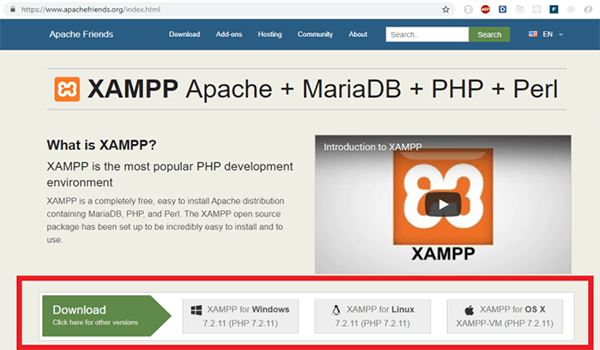 https://www.apachefriends.org/index.html
Apache Friends Download Add-ons Hosting Community About Search.. Search EN
XAMPP Apache + MariaDB + PHP + Perl
What is XAMPP?
XAMPP is the most popular PHP development
environment
XAMPP is a completely free, easy to install Apache distribution
containing MariaDB, PHP, and Perl. The XAMPP open source
package has been set up to be incredibly easy to install and to
use.
Introduction to XAMPP
XAMPP
Download
Click here for other versions
XAMPP for Windows
7.2.11 (PHP 7.2.11)
XAMPP for Linux
7.2.11 (PHP 7.2.11)
XAMPP for OS X
XAMPP-VM (PHP 7.2.11)